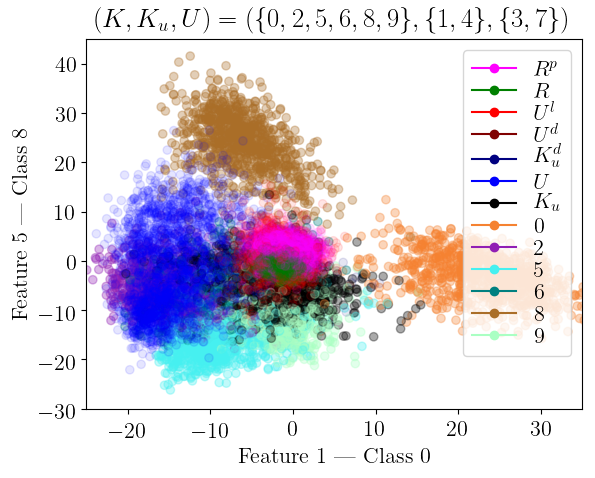 (K, K_u, U) = ({0, 2, 5, 6, 8, 9}, {1, 4}, {3, 7})
40
30
20
10
0
−10
−20
−30
Feature 5 — Class 8
R^p
R
U^l
U^d
K_u^d
U
K_u
0
2
5
6
8
9
−20
−10
0
10
20
30
Feature 1 — Class 0